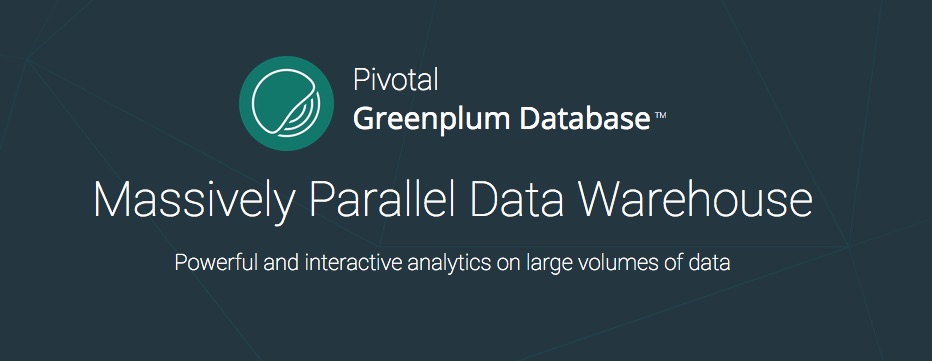 Pivotal
Greenplum Database™
Massively Parallel Data Warehouse
Powerful and interactive analytics on large volumes of data